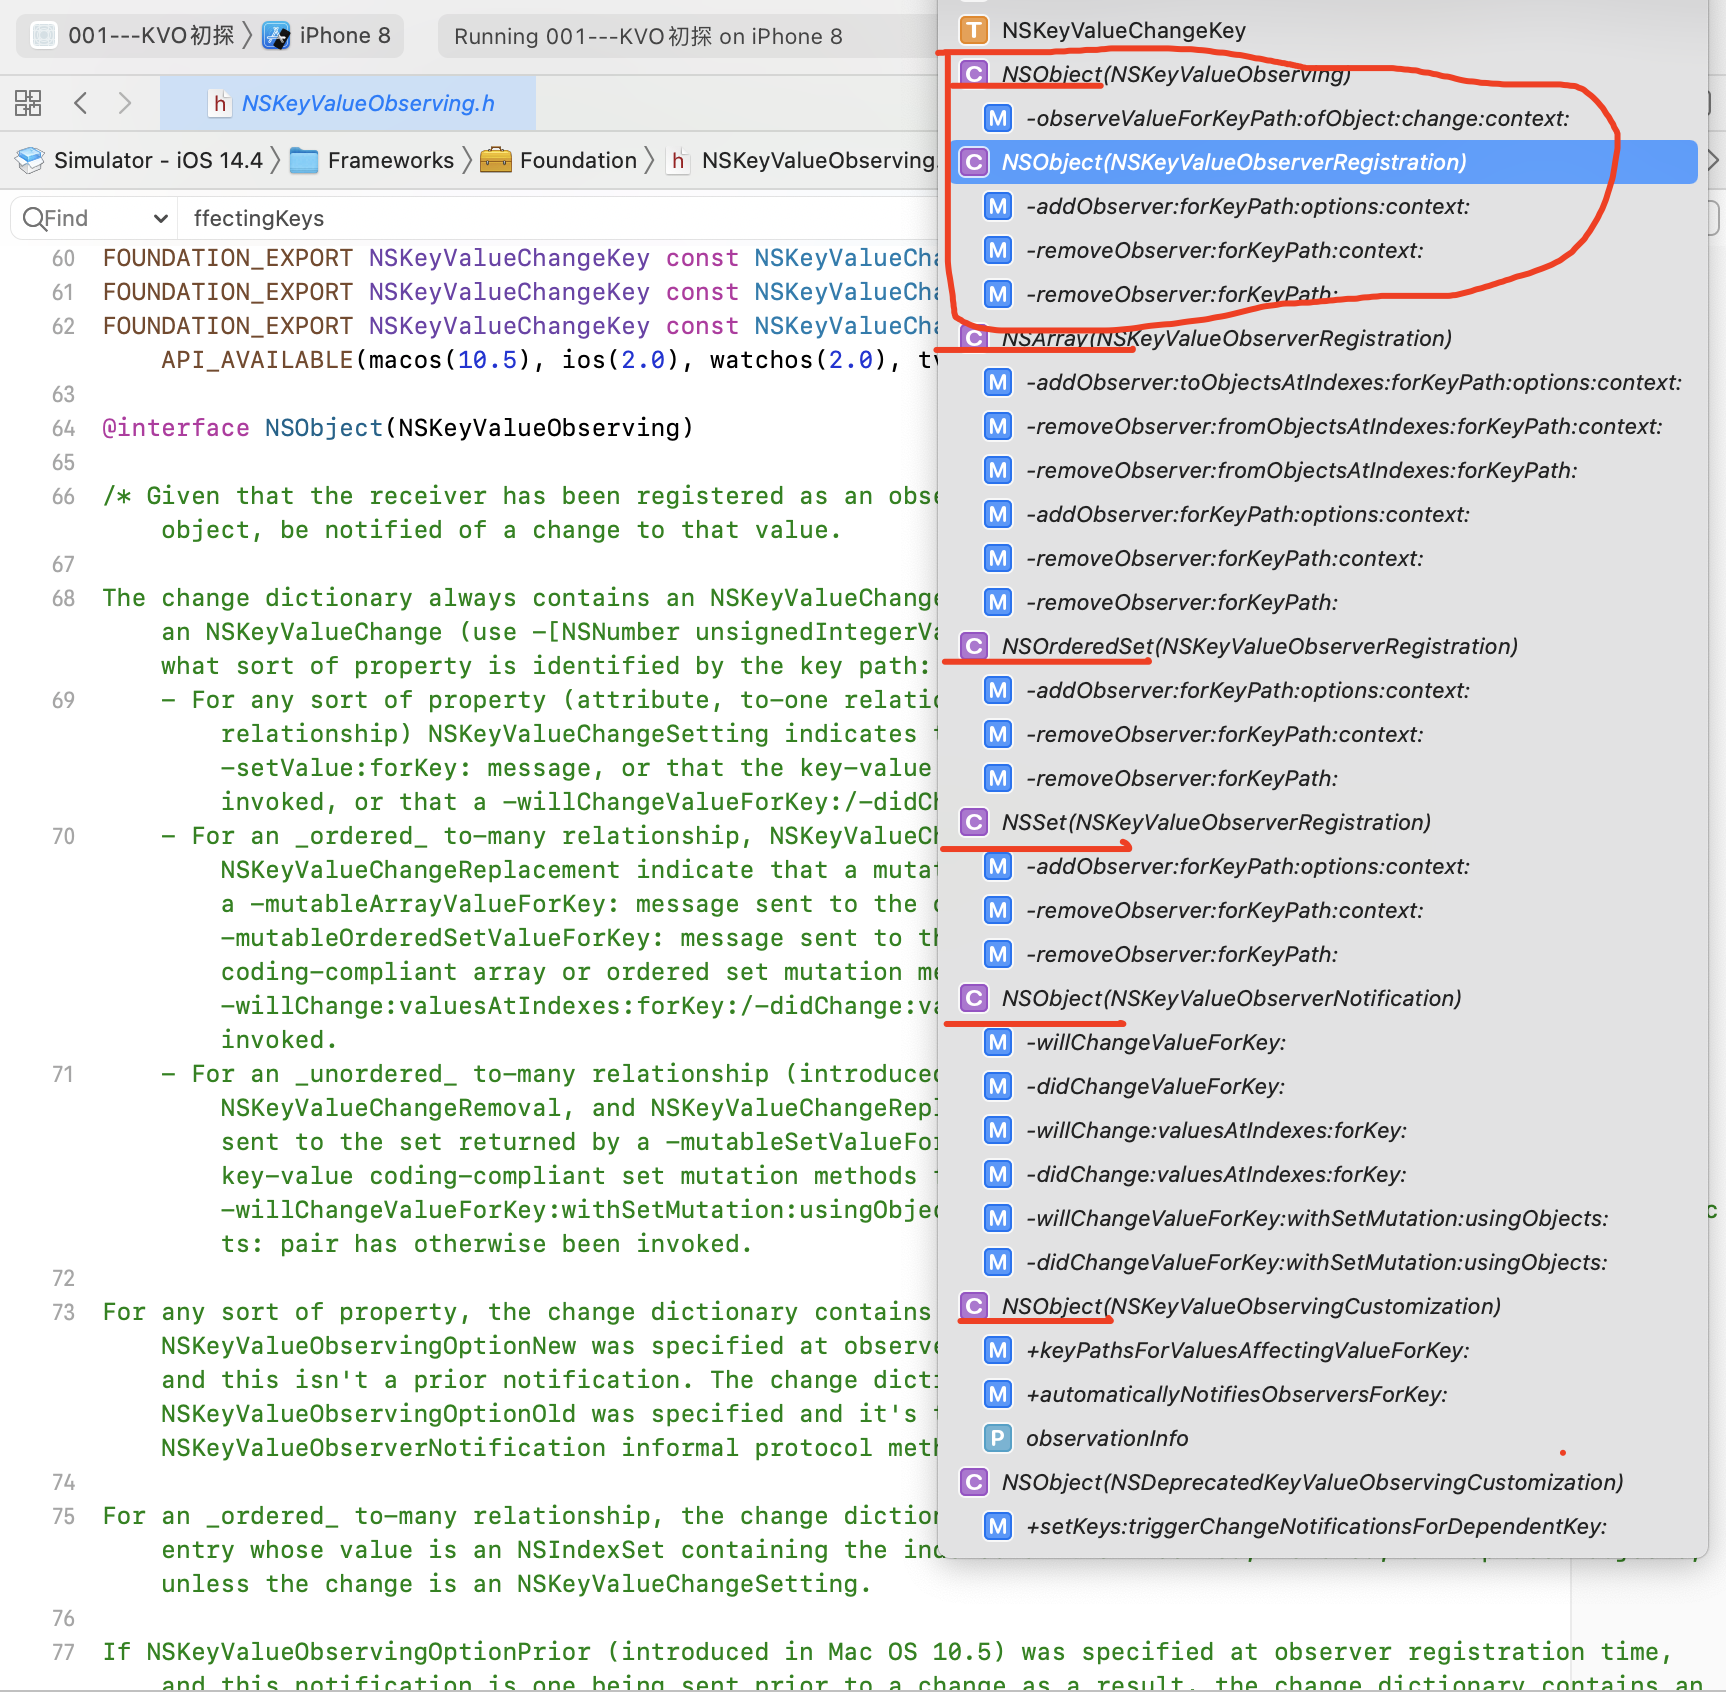 001---KVO初探 〉 iPhone 8
Running 001---KVO初探 on iPhone 8
NSKeyValueObserving.h
Simulator - iOS 14.4 〉 Frameworks 〉 Foundation 〉 h NSKeyValueObserving.
Find ffectingKeys
60 FOUNDATION_EXPORT NSKeyValueChangeKey const NSKeyValueCha
61 FOUNDATION_EXPORT NSKeyValueChangeKey const NSKeyValueCha
62 FOUNDATION_EXPORT NSKeyValueChangeKey const NSKeyValueCha
API_AVAILABLE(macos(10.5), ios(2.0), watchos(2.0), tv
63
64 @interface NSObject(NSKeyValueObserving)
65
66 /* Given that the receiver has been registered as an obse
object, be notified of a change to that value.
67
68 The change dictionary always contains an NSKeyValueChange
an NSKeyValueChange (use -[NSNumber unsignedIntegerVa
what sort of property is identified by the key path:
69 - For any sort of property (attribute, to-one relatio
relationship) NSKeyValueChangeSetting indicates t
-setValue:forKey: message, or that the key-value
invoked, or that a -willChangeValueForKey:/-didCh
70 - For an _ordered_ to-many relationship, NSKeyValueCh
NSKeyValueChangeReplacement indicate that a mutat
a -mutableArrayValueForKey: message sent to the o
-mutableOrderedSetValueForKey: message sent to th
coding-compliant array or ordered set mutation me
-willChange:valuesAtIndexes:forKey:/-didChange:va
invoked.
71 - For an _unordered_ to-many relationship (introduced
NSKeyValueChangeRemoval, and NSKeyValueChangeRepl
sent to the set returned by a -mutableSetValueFor
key-value coding-compliant set mutation methods t
-willChangeValueForKey:withSetMutation:usingObjec
ts: pair has otherwise been invoked.
72
73 For any sort of property, the change dictionary contains
NSKeyValueObservingOptionNew was specified at observe
and this isn't a prior notification. The change dicti
NSKeyValueObservingOptionOld was specified and it's t
NSKeyValueObserverNotification informal protocol meth
74
75 For an _ordered_ to-many relationship, the change diction
entry whose value is an NSIndexSet containing the ind
unless the change is an NSKeyValueChangeSetting.
76
77 If NSKeyValueObservingOptionPrior (introduced in Mac OS 10.5) was specified at observer registration time,
and this notification is one being sent prior to a change as a result, the change dictionary contains an
T NSKeyValueChangeKey
C NSObject(NSKeyValueObserving)
M -observeValueForKeyPath:ofObject:change:context:
C NSObject(NSKeyValueObserverRegistration)
M -addObserver:forKeyPath:options:context:
M -removeObserver:forKeyPath:context:
M -removeObserver:forKeyPath:
C NSArray(NSKeyValueObserverRegistration)
M -addObserver:toObjectsAtIndexes:forKeyPath:options:context:
M -removeObserver:fromObjectsAtIndexes:forKeyPath:context:
M -removeObserver:fromObjectsAtIndexes:forKeyPath:
M -addObserver:forKeyPath:options:context:
M -removeObserver:forKeyPath:context:
M -removeObserver:forKeyPath:
C NSOrderedSet(NSKeyValueObserverRegistration)
M -addObserver:forKeyPath:options:context:
M -removeObserver:forKeyPath:context:
M -removeObserver:forKeyPath:
C NSSet(NSKeyValueObserverRegistration)
M -addObserver:forKeyPath:options:context:
M -removeObserver:forKeyPath:context:
M -removeObserver:forKeyPath:
C NSObject(NSKeyValueObserverNotification)
M -willChangeValueForKey:
M -didChangeValueForKey:
M -willChange:valuesAtIndexes:forKey:
M -didChange:valuesAtIndexes:forKey:
M -willChangeValueForKey:withSetMutation:usingObjects:
M -didChangeValueForKey:withSetMutation:usingObjects:
C NSObject(NSKeyValueObservingCustomization)
M +keyPathsForValuesAffectingValueForKey:
M +automaticallyNotifiesObserversForKey:
P observationInfo
C NSObject(NSDeprecatedKeyValueObservingCustomization)
M +setKeys:triggerChangeNotificationsForDependentKey: